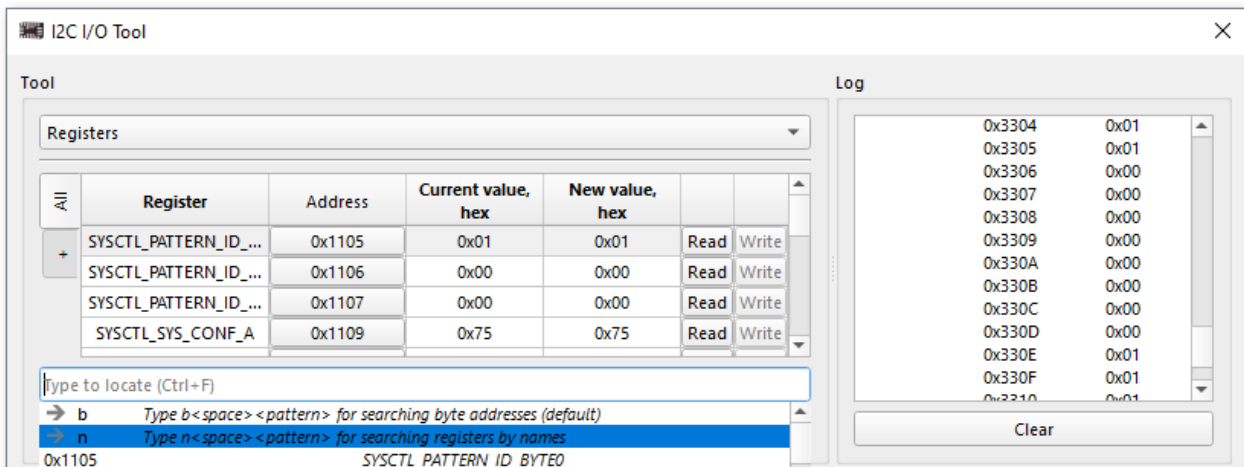 I2C I/O Tool
Tool
Registers
All
+
Register Address Current value, hex New value, hex
SYSCTL_PATTERN_ID_... 0x1105 0x01 0x01 Read Write
SYSCTL_PATTERN_ID_... 0x1106 0x00 0x00 Read Write
SYSCTL_PATTERN_ID_... 0x1107 0x00 0x00 Read Write
SYSCTL_SYS_CONF_A 0x1109 0x75 0x75 Read Write
Type to locate (Ctrl+F)
b Type b<space><pattern> for searching byte addresses (default)
n Type n<space><pattern> for searching registers by names
0x1105 SYSCTL_PATTERN_ID_BYTE0
Log
0x3304 0x01
0x3305 0x01
0x3306 0x00
0x3307 0x00
0x3308 0x00
0x3309 0x00
0x330A 0x00
0x330B 0x00
0x330C 0x00
0x330D 0x00
0x330E 0x01
0x330F 0x01
0x3310 0x01
Clear